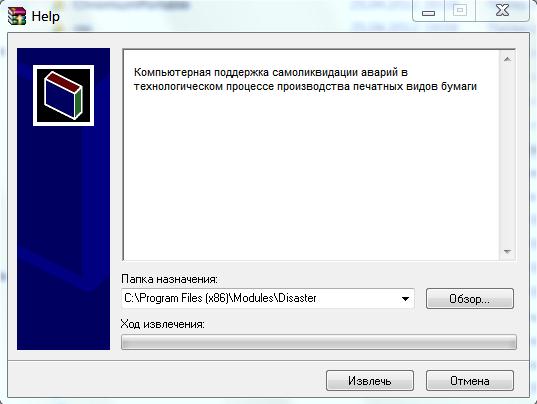 Help
Компьютерная поддержка самоликвидации аварий в
технологическом процессе производства печатных видов бумаги
Папка назначения:
C:\Program Files (x86)\Modules\Disaster
Обзор...
Ход извлечения:
Извлечь
Отмена